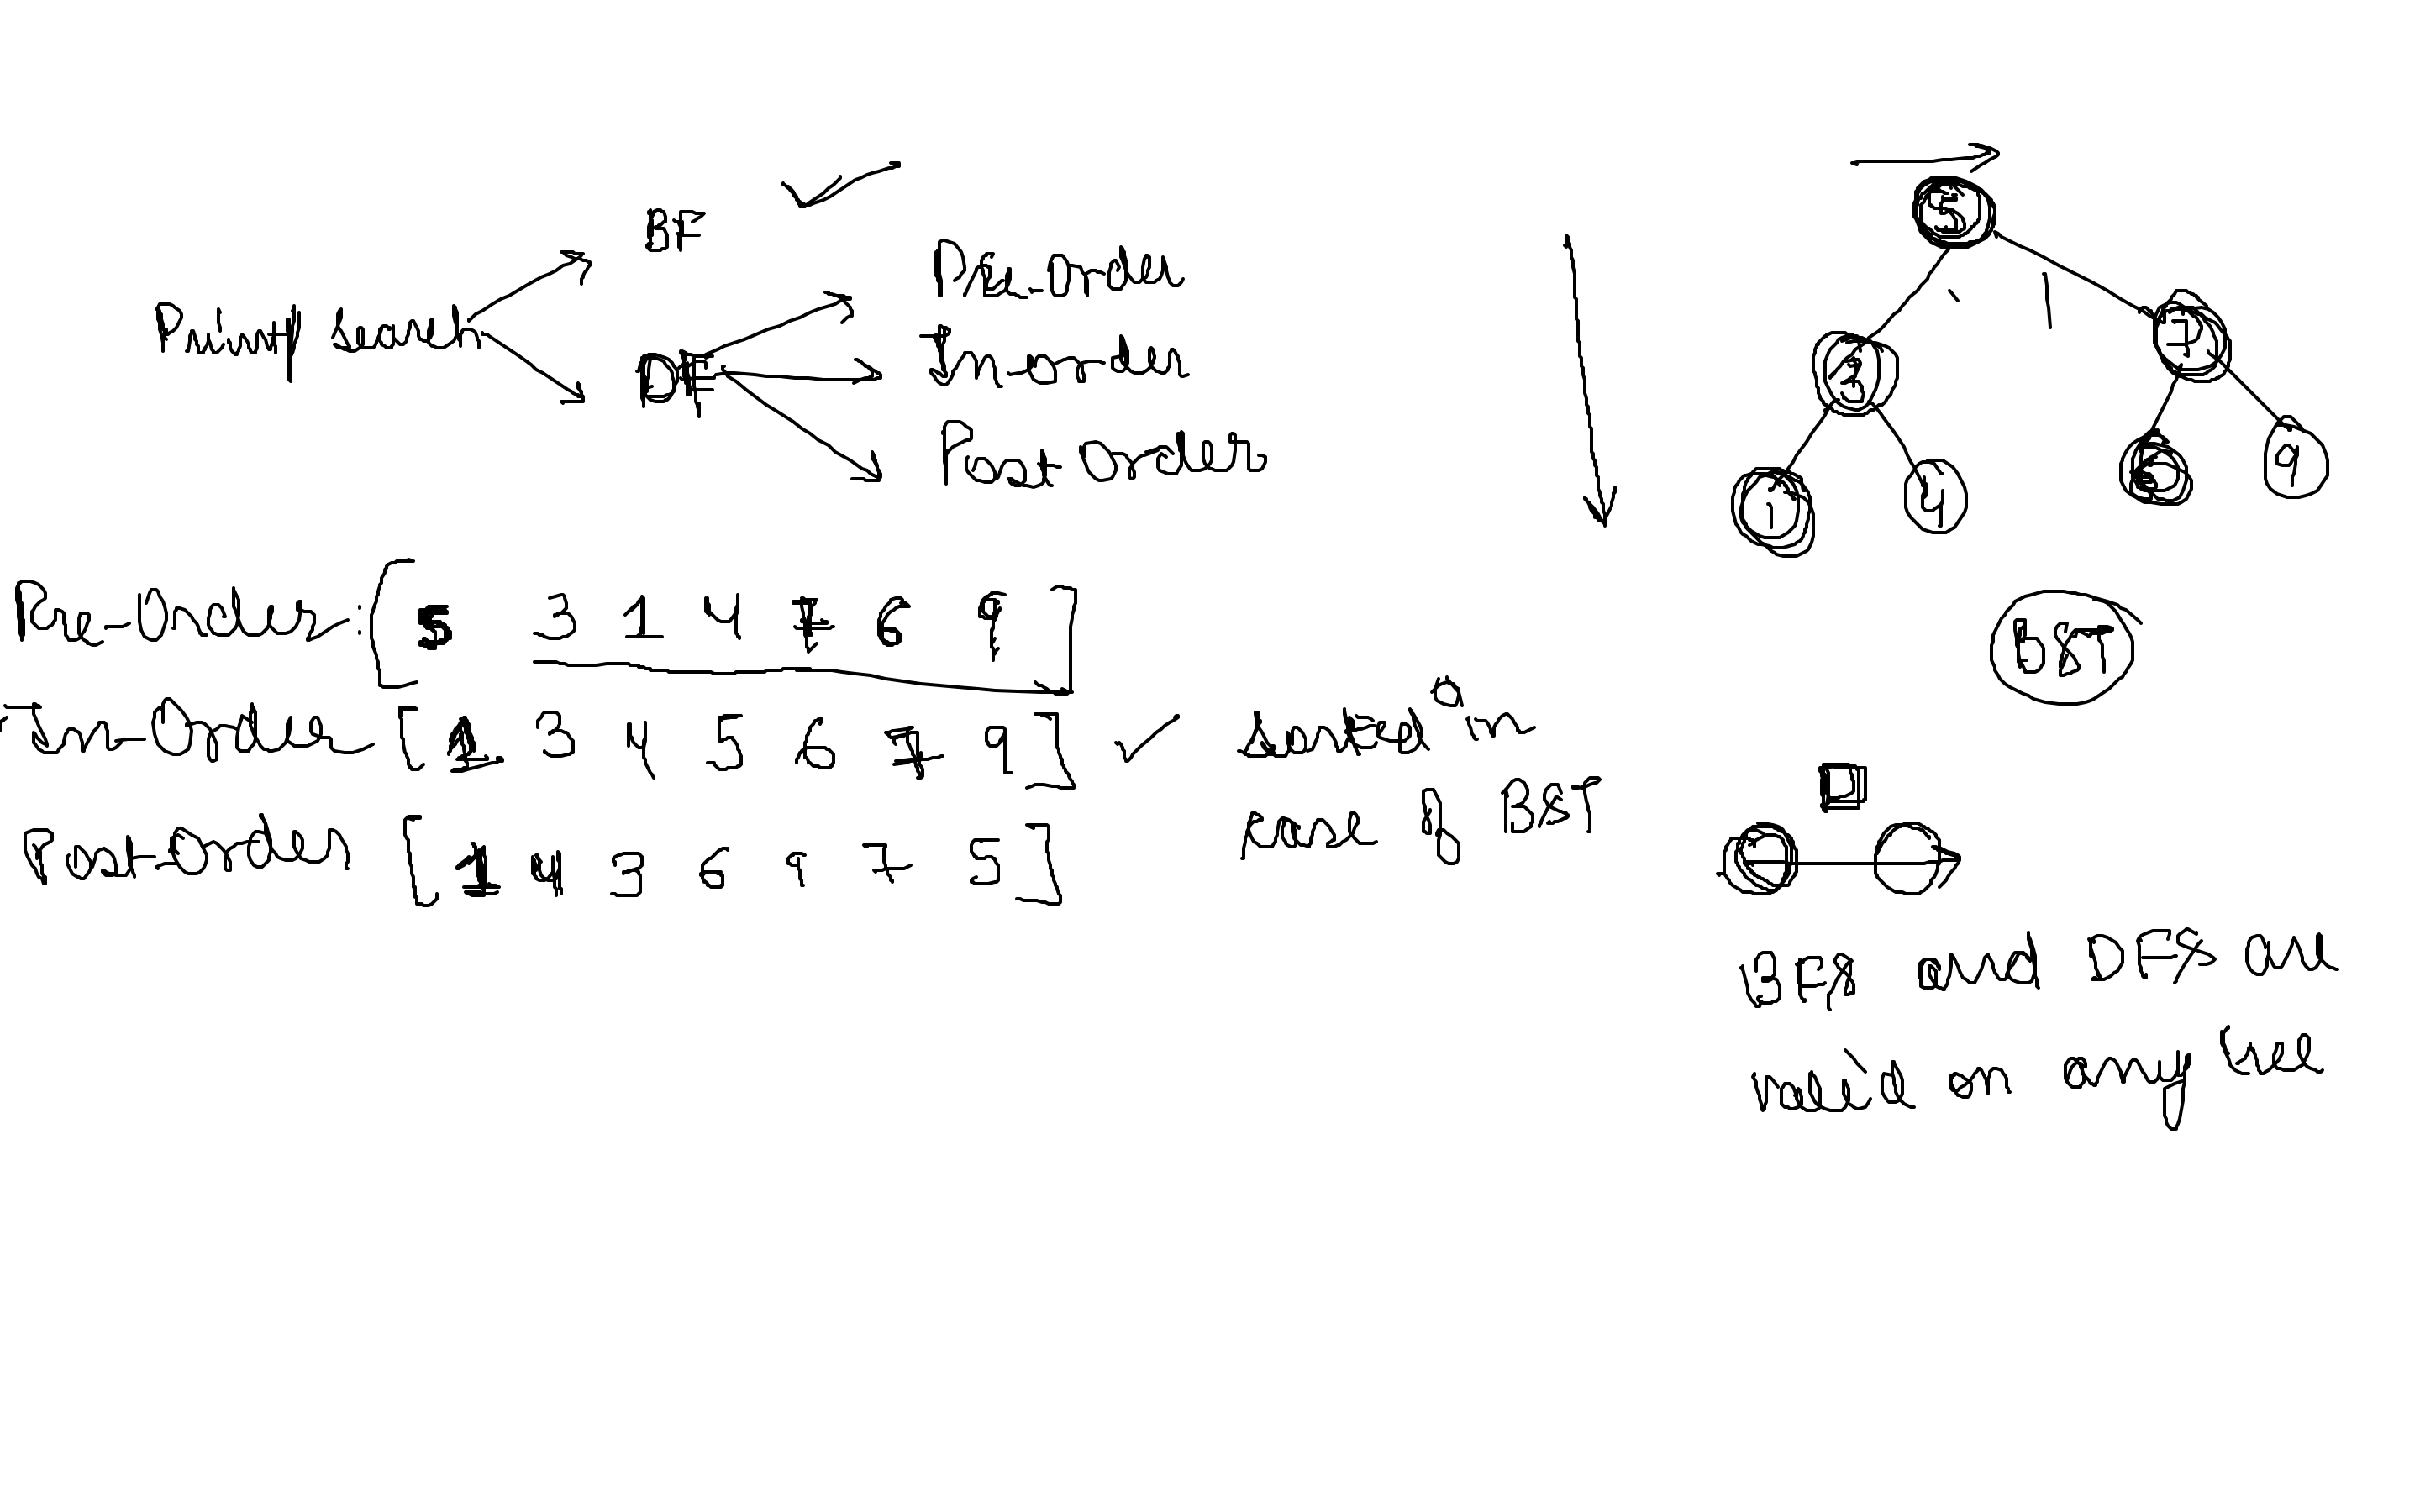 BF
Print/ search
DF
Pre-Order
In order
Post Order
5
3
7
1
4
6
9
Pre-Order: [5 3 1 4 7 6 9]
In-Order [1 3 4 5 6 7 9] ✓ sorted in
case of BST
Post-Order [1 4 3 6 9 7 5]
BST
BFS and DFS are
valid on any tree